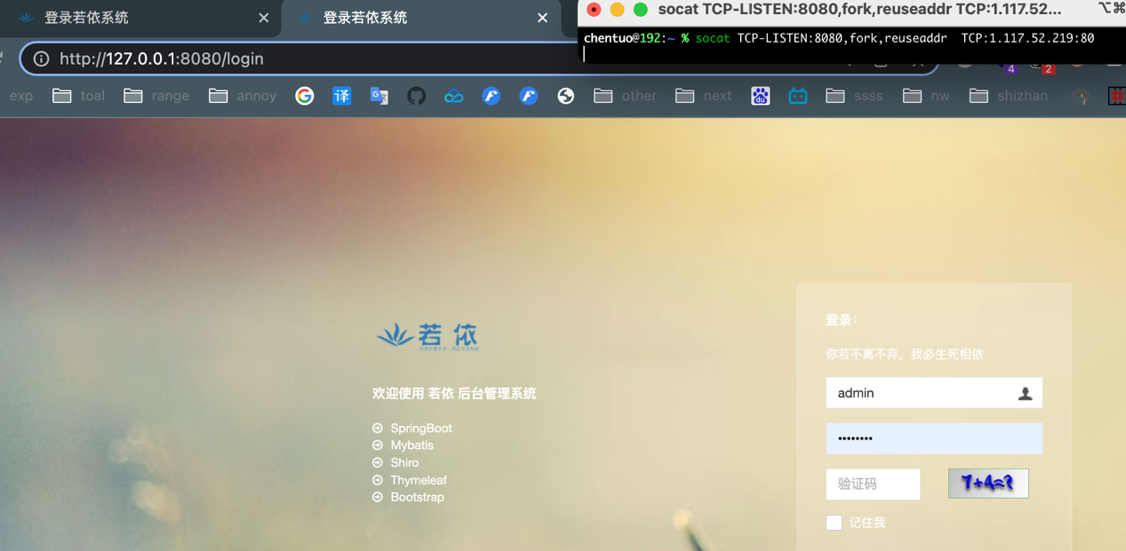 登录若依系统
登录若依系统
socat TCP-LISTEN:8080,fork,reuseaddr TCP:1.117.52...
⌥⌘
chentuo@192:~ % socat TCP-LISTEN:8080,fork,reuseaddr  TCP:1.117.52.219:80
http://127.0.0.1:8080/login
4
2
exp toal range annoy 译 other next du ssss nw shizhan
若依
欢迎使用 若依 后台管理系统
SpringBoot
Mybatis
Shiro
Thymeleaf
Bootstrap
登录：
你若不离不弃，我必生死相依
admin
••••••••
验证码
7+4=?
记住我